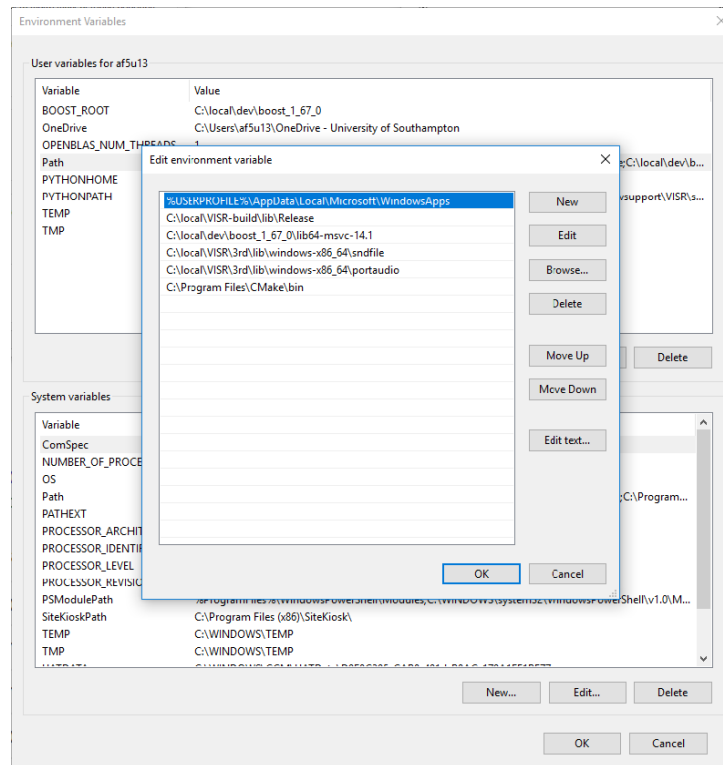 Environment Variables
User variables for af5u13
Variable Value
BOOST_ROOT C:\local\dev\boost_1_67_0
OneDrive C:\Users\af5u13\OneDrive - University of Southampton
OPENBLAS_NUM_THREADS 1
Path ;C:\local\dev\b...
PYTHONHOME
PYTHONPATH vsupport\VISR\s...
TEMP
TMP
Edit environment variable
%USERPROFILE%\AppData\Local\Microsoft\WindowsApps
C:\local\VISR-build\lib\Release
C:\local\dev\boost_1_67_0\lib64-msvc-14.1
C:\local\VISR\3rd\lib\windows-x86_64\sndfile
C:\local\VISR\3rd\lib\windows-x86_64\portaudio
C:\Program Files\CMake\bin
New
Edit
Browse...
Delete
Move Up
Move Down
Edit text...
OK Cancel
Delete
System variables
Variable
ComSpec
NUMBER_OF_PROCE
OS
Path ;C:\Program...
PATHEXT
PROCESSOR_ARCHIT
PROCESSOR_IDENTIF
PROCESSOR_LEVEL
PROCESSOR_REVISIO
PSModulePath %ProgramFiles%\WindowsPowerShell\Modules;C:\WINDOWS\system32\WindowsPowerShell\v1.0\M...
SiteKioskPath C:\Program Files (x86)\SiteKiosk\
TEMP C:\WINDOWS\TEMP
TMP C:\WINDOWS\TEMP
New... Edit... Delete
OK Cancel